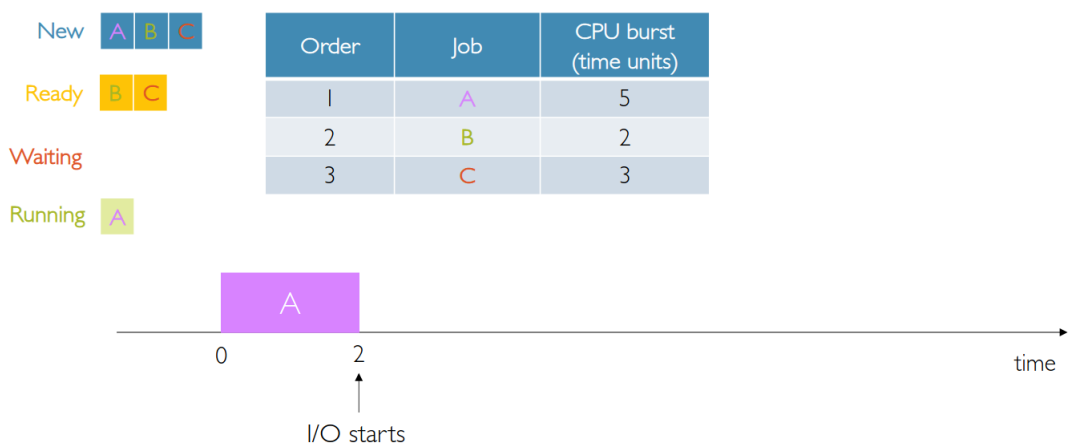 New A B C
Ready B C
Waiting
Running A
Order Job CPU burst (time units)
1 A 5
2 B 2
3 C 3
A
0 2 time
I/O starts